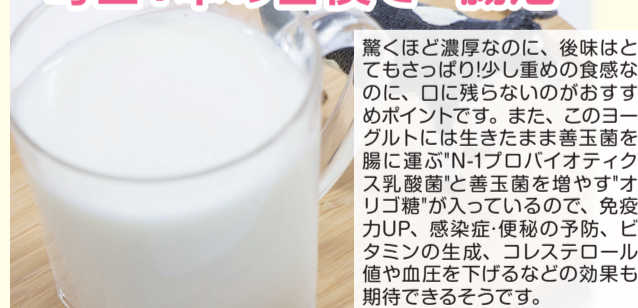 驚くほど濃厚なのに、後味はと
てもさっぱり!少し重めの食感な
のに、口に残らないのがおすす
めポイントです。また、このヨー
グルトには生きたまま善玉菌を
腸に運ぶ"N-1プロバイオティク
ス乳酸菌"と善玉菌を増やす"オ
リゴ糖"が入っているので、免疫
力UP、感染症·便秘の予防、ビ
タミンの生成、コレステロール
値や血圧を下げるなどの効果も
期待できるそうです。